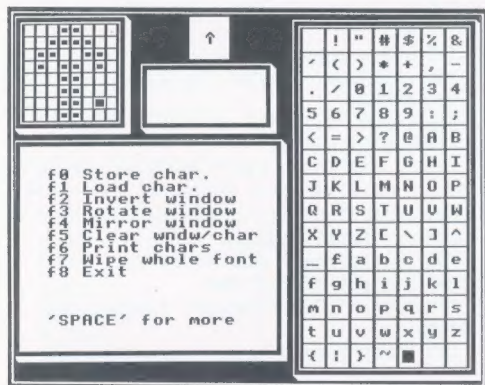 ↑
f0 Store char.
f1 Load char.
f2 Invert window
f3 Rotate window
f4 Mirror window
f5 Clear wndw/char
f6 Print chars
f7 Wipe whole font
f8 Exit
'SPACE' for more
! " # $ % &
' ( ) * + , -
. / 0 1 2 3 4
5 6 7 8 9 : ;
< = > ? @ A B
C D E F G H I
J K L M N O P
Q R S T U V W
X Y Z [ \ ] ^
_ £ a b c d e
f g h i j k l
m n o p q r s
t u v w x y z
{ ¦ } ~ ■